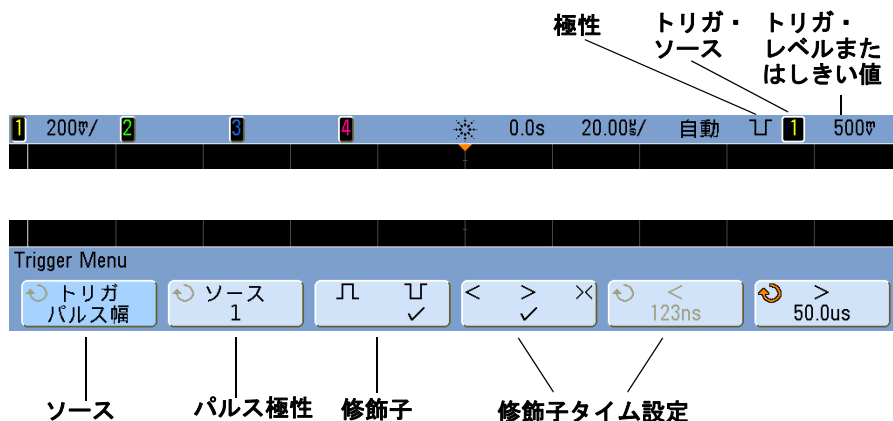 極性
トリガ・
ソース
トリガ・
レベルまた
はしきい値
1 200mV/ 2 3 4 0.0s 20.00us/ 自動 1 500mV
Trigger Menu
トリガ
パルス幅
ソース
1
✓
< > ><
✓
<
123ns
>
50.0us
ソース パルス極性 修飾子 修飾子タイム設定